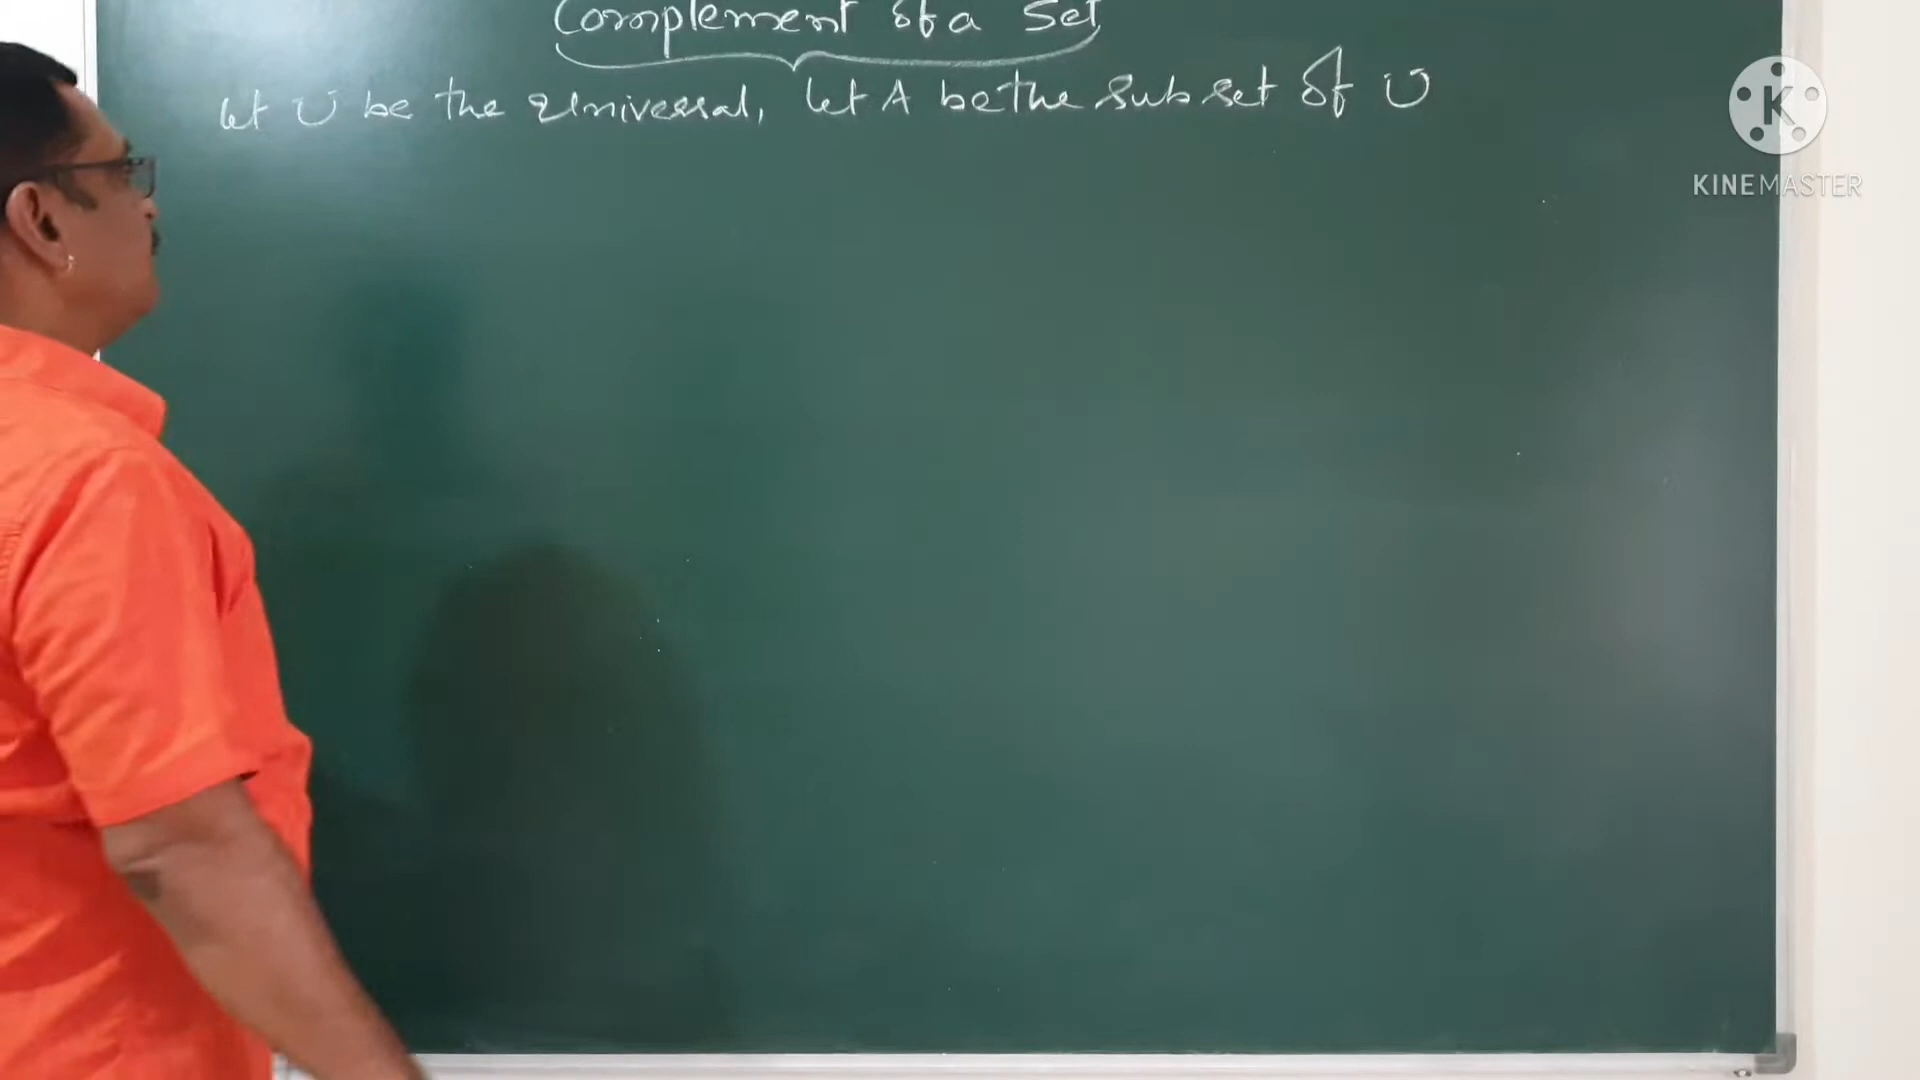 Complement of a Set
let U be the Universal, let A be the subset of U
KINEMASTER